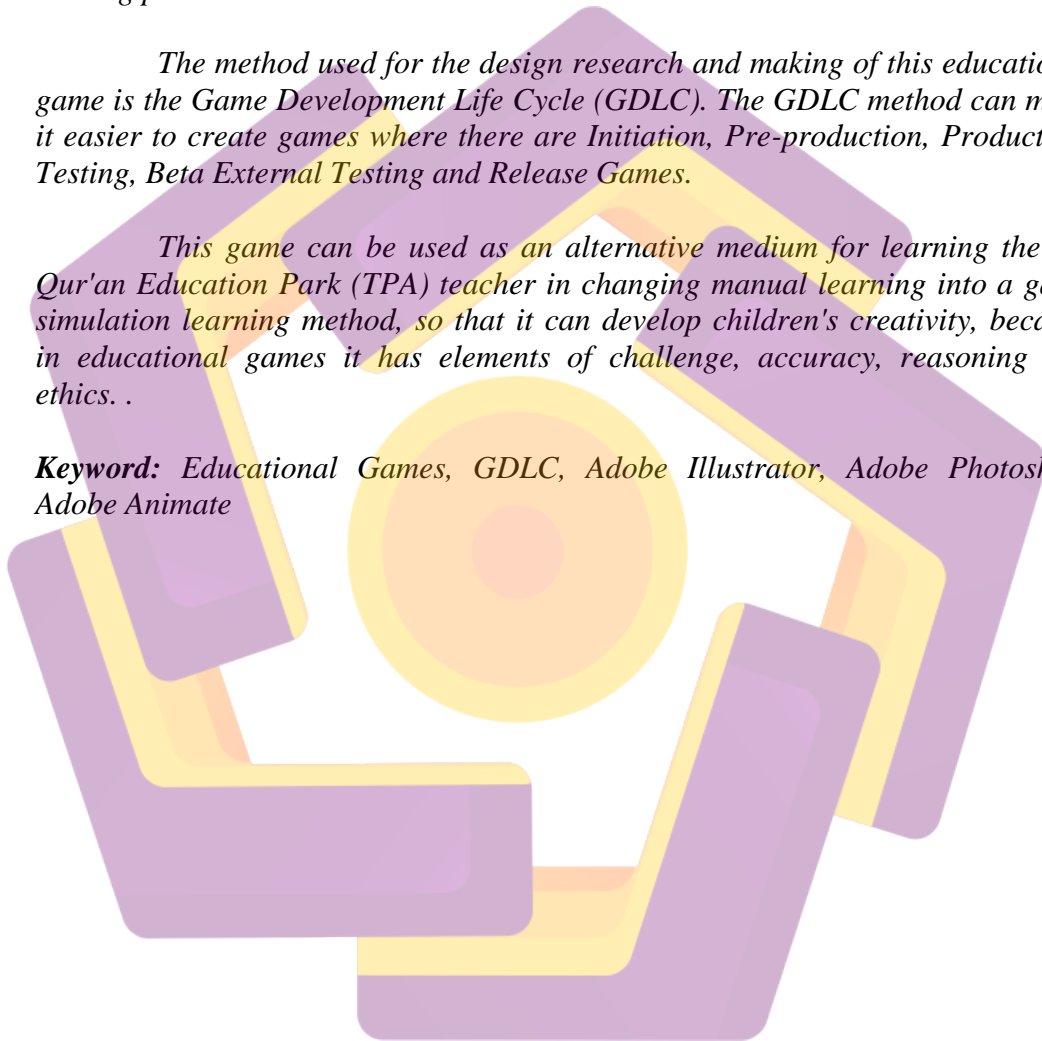 The method used for the design research and making of this educatio
game is the Game Development Life Cycle (GDLC). The GDLC method can m
it easier to create games where there are Initiation, Pre-production, Product
Testing, Beta External Testing and Release Games.
This game can be used as an alternative medium for learning the
Qur'an Education Park (TPA) teacher in changing manual learning into a ga
simulation learning method, so that it can develop children's creativity, beca
in educational games it has elements of challenge, accuracy, reasoning
ethics. .
Keyword: Educational Games, GDLC, Adobe Illustrator, Adobe Photosh
Adobe Animate